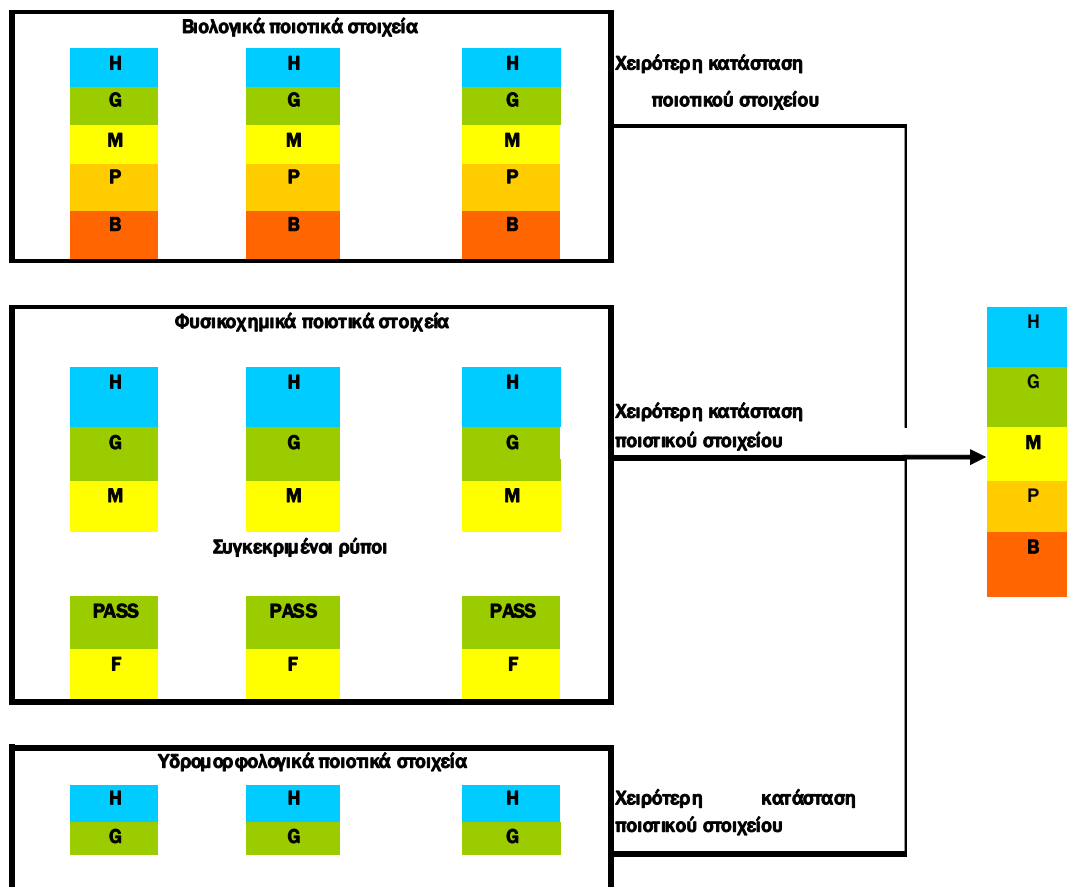 Βιολογικά ποιοτικά στοιχεία
H H H
G G G
M M M
P P P
B B B
Χειρότερη κατάσταση
ποιοτικού στοιχείου
Φυσικοχημικά ποιοτικά στοιχεία
H H H
G G G
M M M
Συγκεκριμένοι ρύποι
PASS PASS PASS
F F F
Χειρότερη κατάσταση
ποιοτικού στοιχείου
H
G
M
P
B
Υδρομορφολογικά ποιοτικά στοιχεία
H H H
G G G
Χειρότερη κατάσταση
ποιοτικού στοιχείου